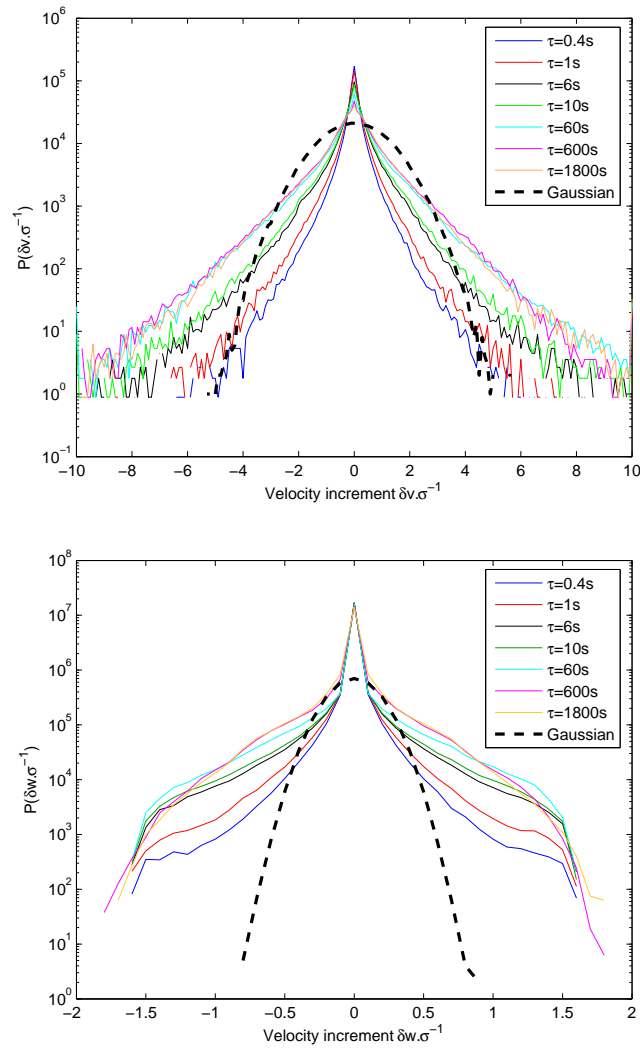 10^6
10^5
10^4
10^3
10^2
10^1
10^0
10^-1
P(δv.σ^-1)
−10 −8 −6 −4 −2 0 2 4 6 8 10
Velocity increment δv.σ^-1
τ=0.4s
τ=1s
τ=6s
τ=10s
τ=60s
τ=600s
τ=1800s
Gaussian
10^8
10^7
10^6
10^5
10^4
10^3
10^2
10^1
10^0
P(δw.σ^-1)
−2 −1.5 −1 −0.5 0 0.5 1 1.5 2
Velocity increment δw.σ^-1
τ=0.4s
τ=1s
τ=6s
τ=10s
τ=60s
τ=600s
τ=1800s
Gaussian